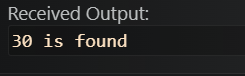 Received Output:
30 is found